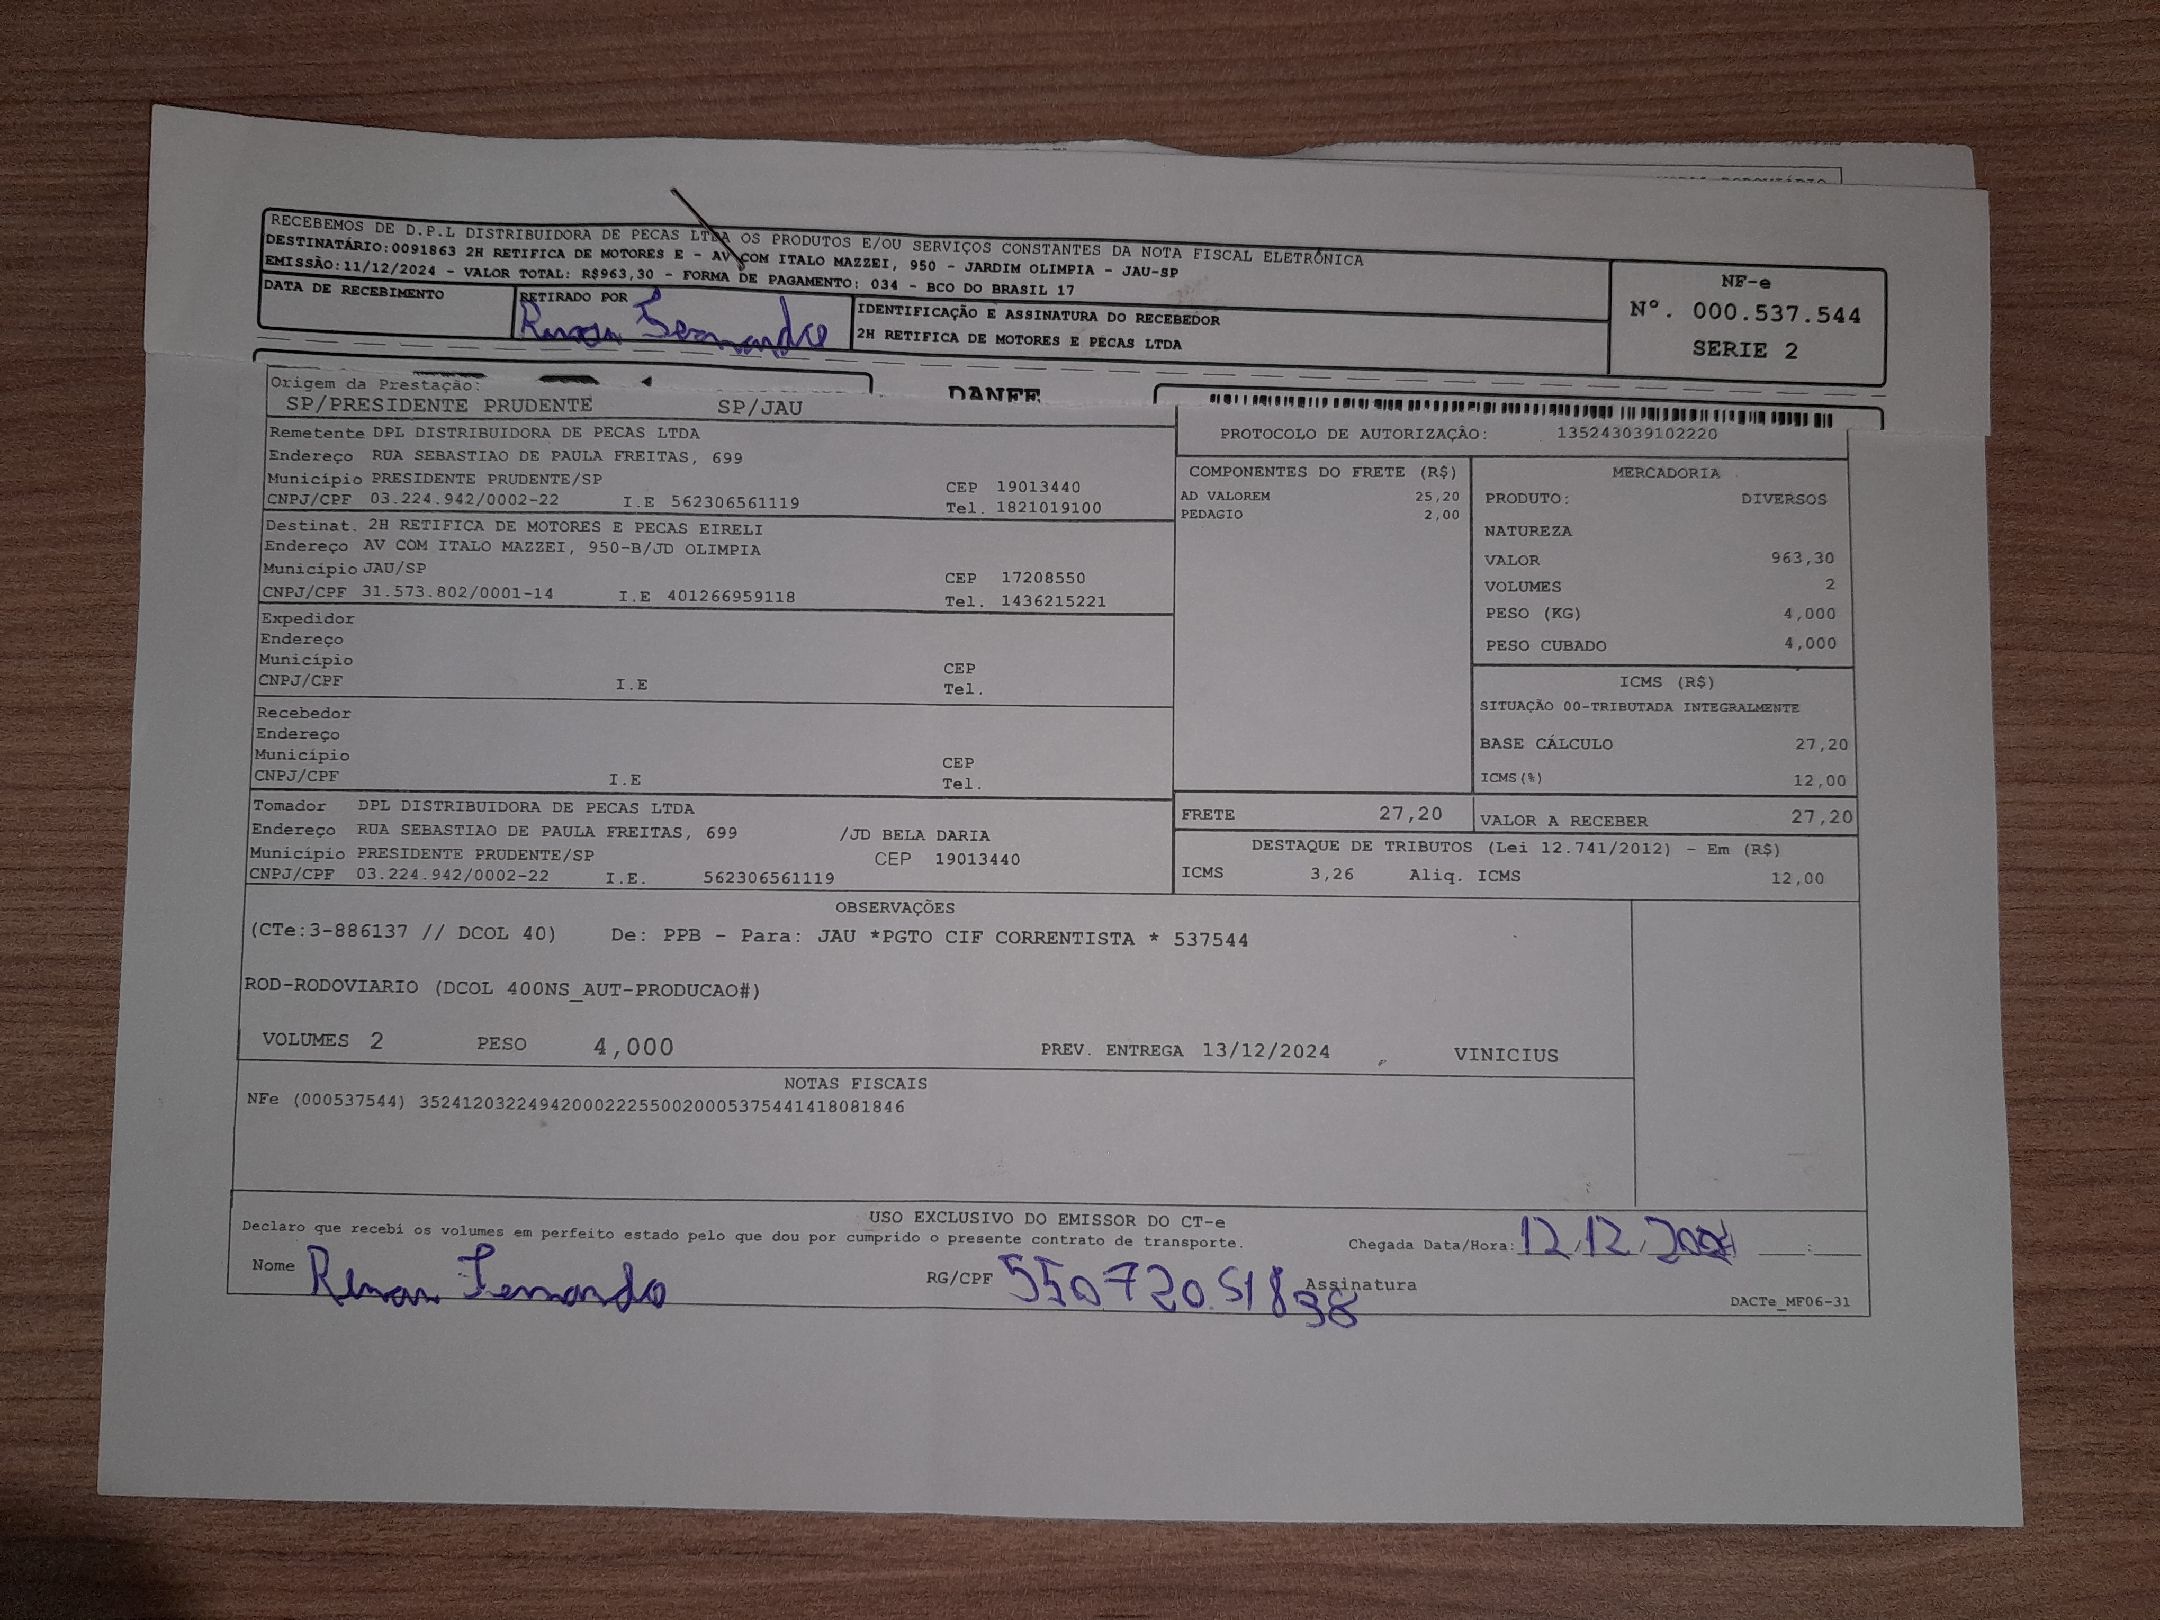 RECEBEMOS DE D.P.L DISTRIBUIDORA DE PECAS LTDA OS PRODUTOS E/OU SERVIÇOS CONSTANTES DA NOTA FISCAL ELETRÔNICA
DESTINATÁRIO:0091863 2H RETIFICA DE MOTORES E - AV COM ITALO MAZZEI, 950 - JARDIM OLIMPIA - JAU-SP
EMISSÃO:11/12/2024 - VALOR TOTAL: R$963,30 - FORMA DE PAGAMENTO: 034 - BCO DO BRASIL 17
DATA DE RECEBIMENTO
RETIRADO POR
Renan Fernando
IDENTIFICAÇÃO E ASSINATURA DO RECEBEDOR
2H RETIFICA DE MOTORES E PECAS LTDA
NF-e
Nº. 000.537.544
SERIE 2
DANFE
Origem da Prestação:
SP/PRESIDENTE PRUDENTE SP/JAU
Remetente DPL DISTRIBUIDORA DE PECAS LTDA
Endereço RUA SEBASTIAO DE PAULA FREITAS, 699
Município PRESIDENTE PRUDENTE/SP CEP 19013440
CNPJ/CPF 03.224.942/0002-22 I.E 562306561119 Tel. 1821019100
Destinat. 2H RETIFICA DE MOTORES E PECAS EIRELI
Endereço AV COM ITALO MAZZEI, 950-B/JD OLIMPIA
Município JAU/SP CEP 17208550
CNPJ/CPF 31.573.802/0001-14 I.E 401266959118 Tel. 1436215221
Expedidor
Endereço
Município CEP
CNPJ/CPF I.E Tel.
Recebedor
Endereço
Município CEP
CNPJ/CPF I.E Tel.
Tomador DPL DISTRIBUIDORA DE PECAS LTDA
Endereço RUA SEBASTIAO DE PAULA FREITAS, 699 /JD BELA DARIA
Município PRESIDENTE PRUDENTE/SP CEP 19013440
CNPJ/CPF 03.224.942/0002-22 I.E. 562306561119
PROTOCOLO DE AUTORIZAÇÃO: 135243039102220
COMPONENTES DO FRETE (R$)
AD VALOREM 25,20
PEDAGIO 2,00
MERCADORIA
PRODUTO: DIVERSOS
NATUREZA
VALOR 963,30
VOLUMES 2
PESO (KG) 4,000
PESO CUBADO 4,000
ICMS (R$)
SITUAÇÃO 00-TRIBUTADA INTEGRALMENTE
BASE CÁLCULO 27,20
ICMS(%) 12,00
FRETE 27,20
VALOR A RECEBER 27,20
DESTAQUE DE TRIBUTOS (Lei 12.741/2012) - Em (R$)
ICMS 3,26 Aliq. ICMS 12,00
OBSERVAÇÕES
(CTe:3-886137 // DCOL 40) De: PPB - Para: JAU *PGTO CIF CORRENTISTA * 537544
ROD-RODOVIARIO (DCOL 400NS_AUT-PRODUCAO#)
VOLUMES 2 PESO 4,000 PREV. ENTREGA 13/12/2024 VINICIUS
NOTAS FISCAIS
NFe (000537544) 35241203224942000222550020005375441418081846
USO EXCLUSIVO DO EMISSOR DO CT-e
Declaro que recebi os volumes em perfeito estado pelo que dou por cumprido o presente contrato de transporte.
Chegada Data/Hora: 12.12.2024 ____:____
Nome Renan Fernando RG/CPF 550720518 38 Assinatura
DACTe_MF06-31